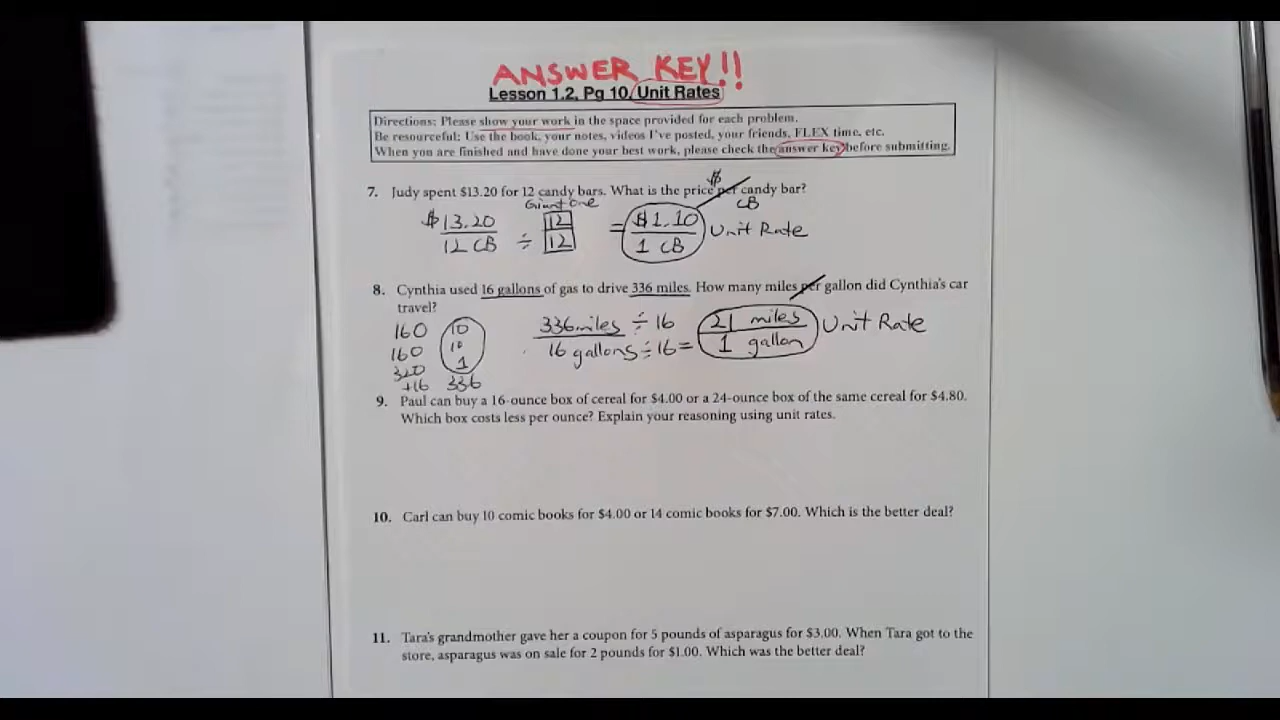 ANSWER KEY!!
Lesson 1.2, Pg 10, Unit Rates
Directions: Please show your work in the space provided for each problem.
Be resourceful: Use the book, your notes, videos I've posted, your friends, FLEX time, etc.
When you are finished and have done your best work, please check the answer key before submitting.
$
7. Judy spent $13.20 for 12 candy bars. What is the price per candy bar?
Giant One
CB
$13.20 12 = $1.10 Unit Rate
12 CB ÷ 12 1 CB
8. Cynthia used 16 gallons of gas to drive 336 miles. How many miles per gallon did Cynthia's car
travel?
160 10 336 miles ÷ 16 21 miles Unit Rate
160 10 16 gallons ÷ 16 = 1 gallon
320 1
+16 336
9. Paul can buy a 16-ounce box of cereal for $4.00 or a 24-ounce box of the same cereal for $4.80.
Which box costs less per ounce? Explain your reasoning using unit rates.
10. Carl can buy 10 comic books for $4.00 or 14 comic books for $7.00. Which is the better deal?
11. Tara's grandmother gave her a coupon for 5 pounds of asparagus for $3.00. When Tara got to the
store, asparagus was on sale for 2 pounds for $1.00. Which was the better deal?